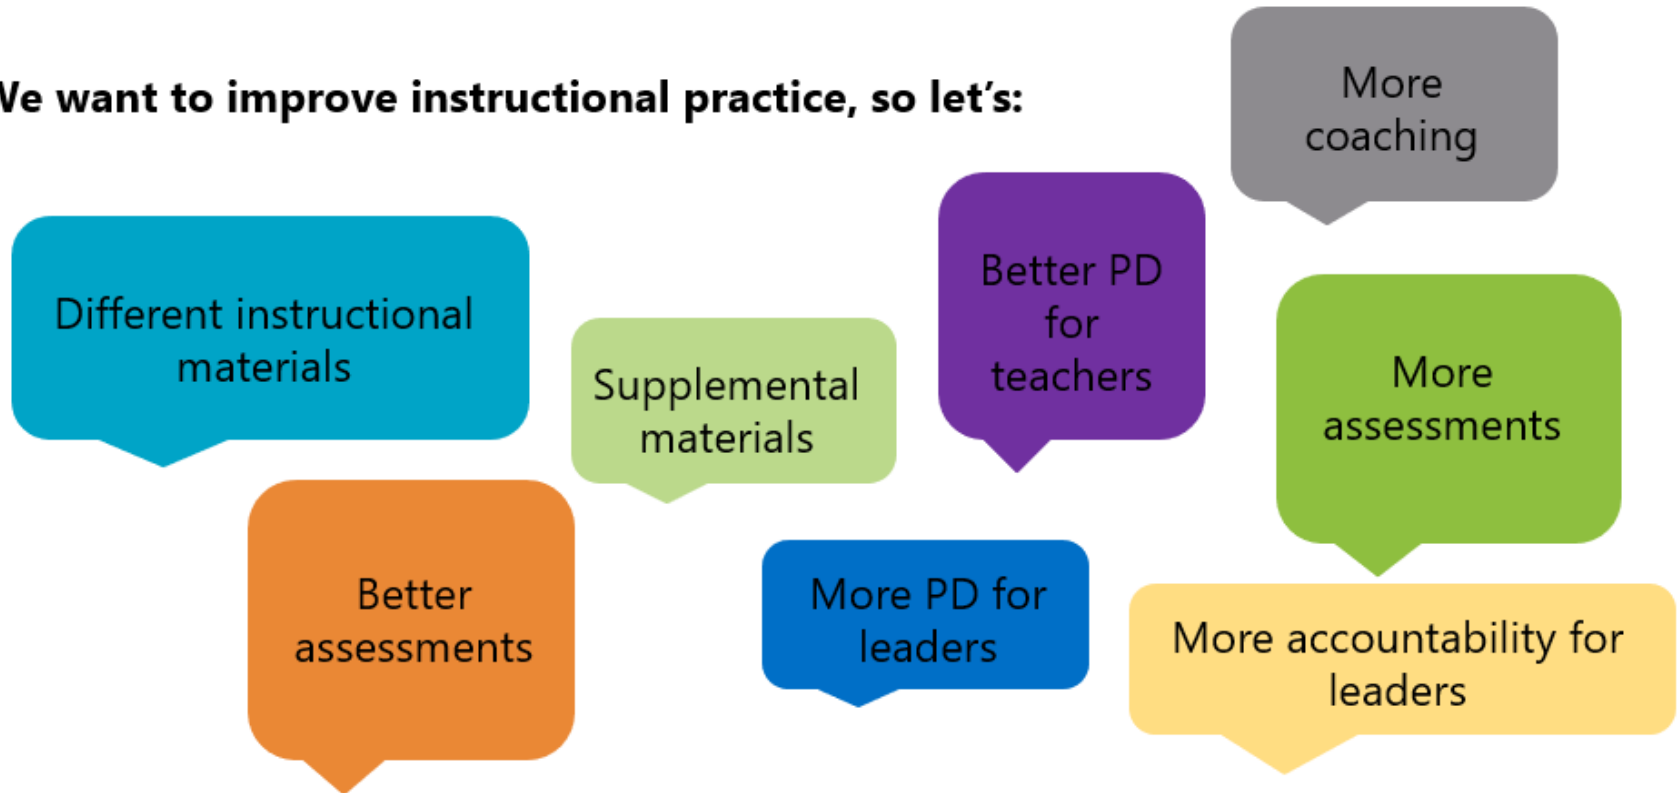 We want to improve instructional practice, so let's:
More
coaching
Different instructional
materials
Supplemental
materials
Better PD
for
teachers
More
assessments
Better
assessments
More PD for
leaders
More accountability for
leaders